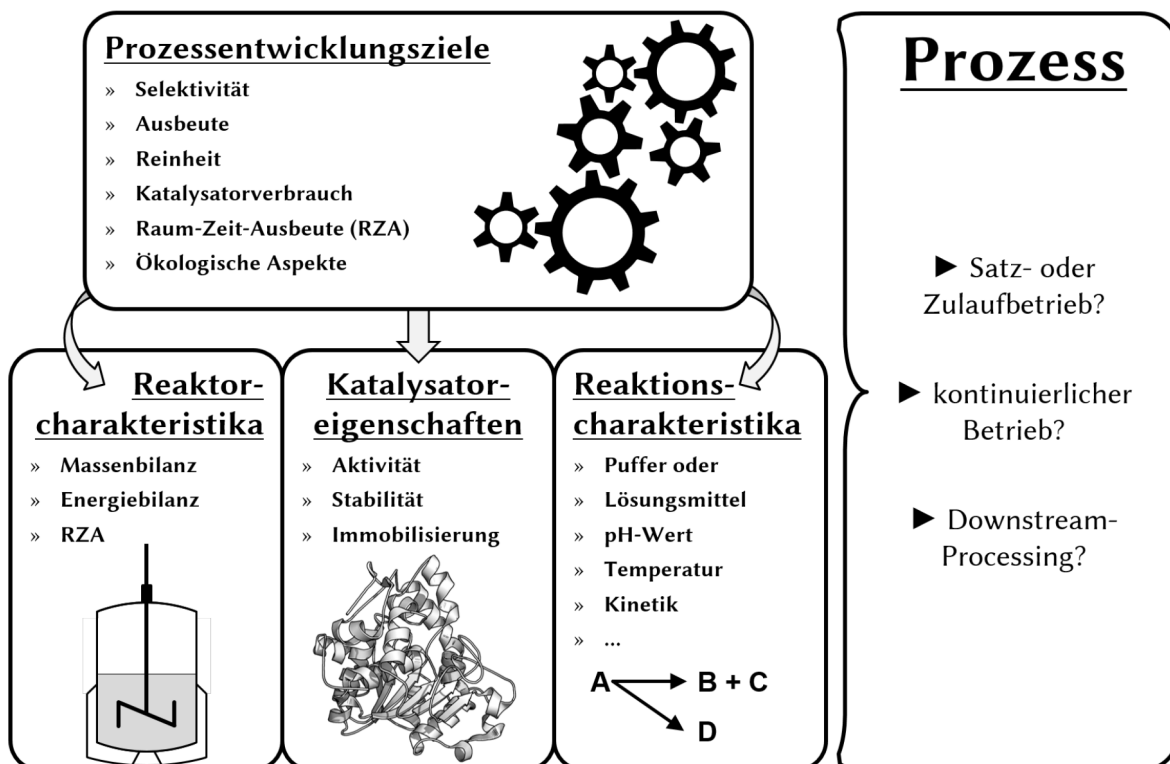 Prozessentwicklungsziele
» Selektivität
» Ausbeute
» Reinheit
» Katalysatorverbrauch
» Raum-Zeit-Ausbeute (RZA)
» Ökologische Aspekte
Reaktor-
charakteristika
» Massenbilanz
» Energiebilanz
» RZA
Katalysator-
eigenschaften
» Aktivität
» Stabilität
» Immobilisierung
Reaktions-
charakteristika
» Puffer oder
» Lösungsmittel
» pH-Wert
» Temperatur
» Kinetik
» ...
A B + C
D
Prozess
► Satz- oder
Zulaufbetrieb?
► kontinuierlicher
Betrieb?
► Downstream-
Processing?